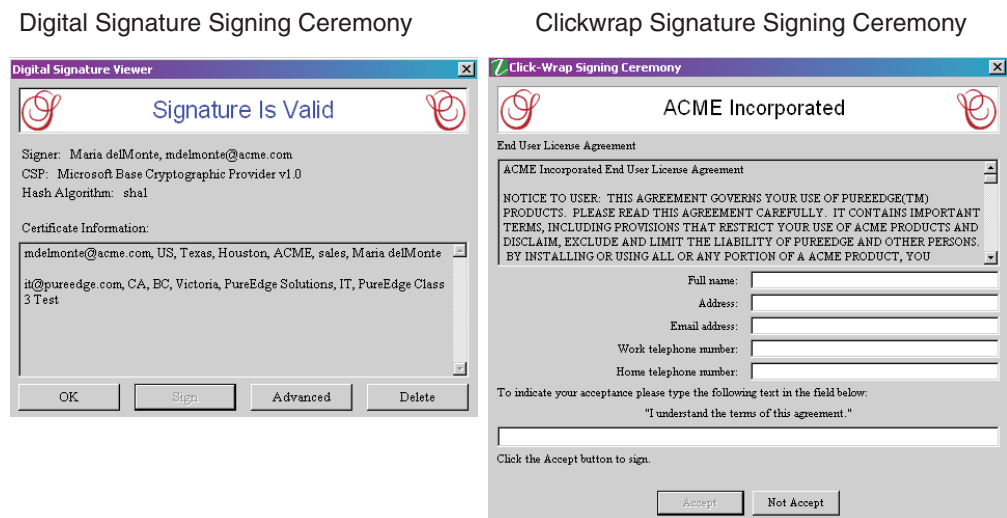 Digital Signature Signing Ceremony
Digital Signature Viewer
Signature Is Valid
Signer: Maria delMonte, mdelmonte@acme.com
CSP: Microsoft Base Cryptographic Provider v1.0
Hash Algorithm: sha1
Certificate Information:
mdelmonte@acme.com, US, Texas, Houston, ACME, sales, Maria delMonte
it@pureedge.com, CA, BC, Victoria, PureEdge Solutions, IT, PureEdge Class
3 Test
OK
Sign
Advanced
Delete
Clickwrap Signature Signing Ceremony
Click-Wrap Signing Ceremony
ACME Incorporated
End User License Agreement
ACME Incorporated End User License Agreement
NOTICE TO USER: THIS AGREEMENT GOVERNS YOUR USE OF PUREEDGE(TM)
PRODUCTS. PLEASE READ THIS AGREEMENT CAREFULLY. IT CONTAINS IMPORTANT
TERMS, INCLUDING PROVISIONS THAT RESTRICT YOUR USE OF ACME PRODUCTS AND
DISCLAIM, EXCLUDE AND LIMIT THE LIABILITY OF PUREEDGE AND OTHER PERSONS.
BY INSTALLING OR USING ALL OR ANY PORTION OF A ACME PRODUCT, YOU
Full name:
Address:
Email address:
Work telephone number:
Home telephone number:
To indicate your acceptance please type the following text in the field below:
"I understand the terms of this agreement."
Click the Accept button to sign.
Accept
Not Accept